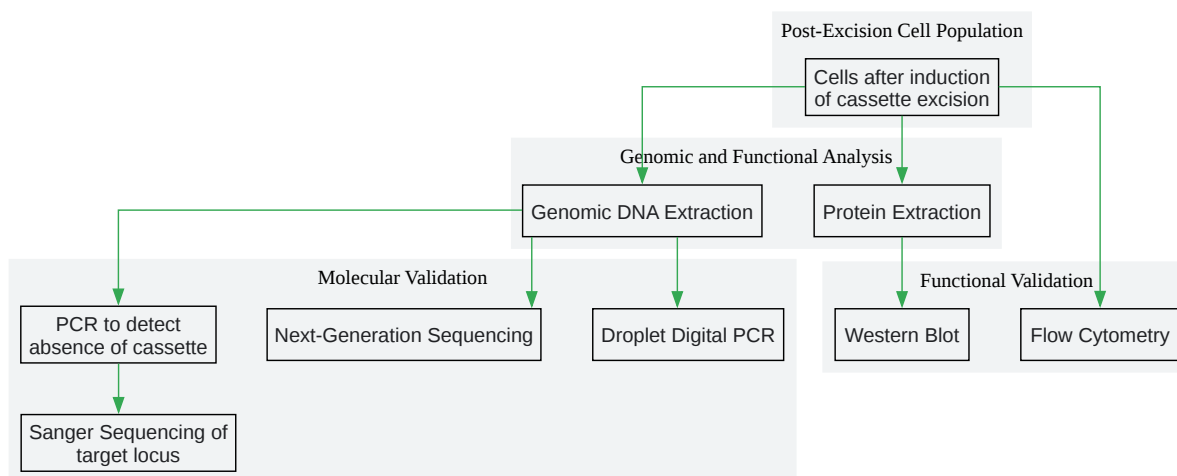 Post-Excision Cell Population
Cells after induction
of cassette excision
Genomic and Functional Analysis
Genomic DNA Extraction
Protein Extraction
Molecular Validation
Functional Validation
PCR to detect
absence of cassette
Next-Generation Sequencing
Droplet Digital PCR
Western Blot
Flow Cytometry
Sanger Sequencing of
target locus